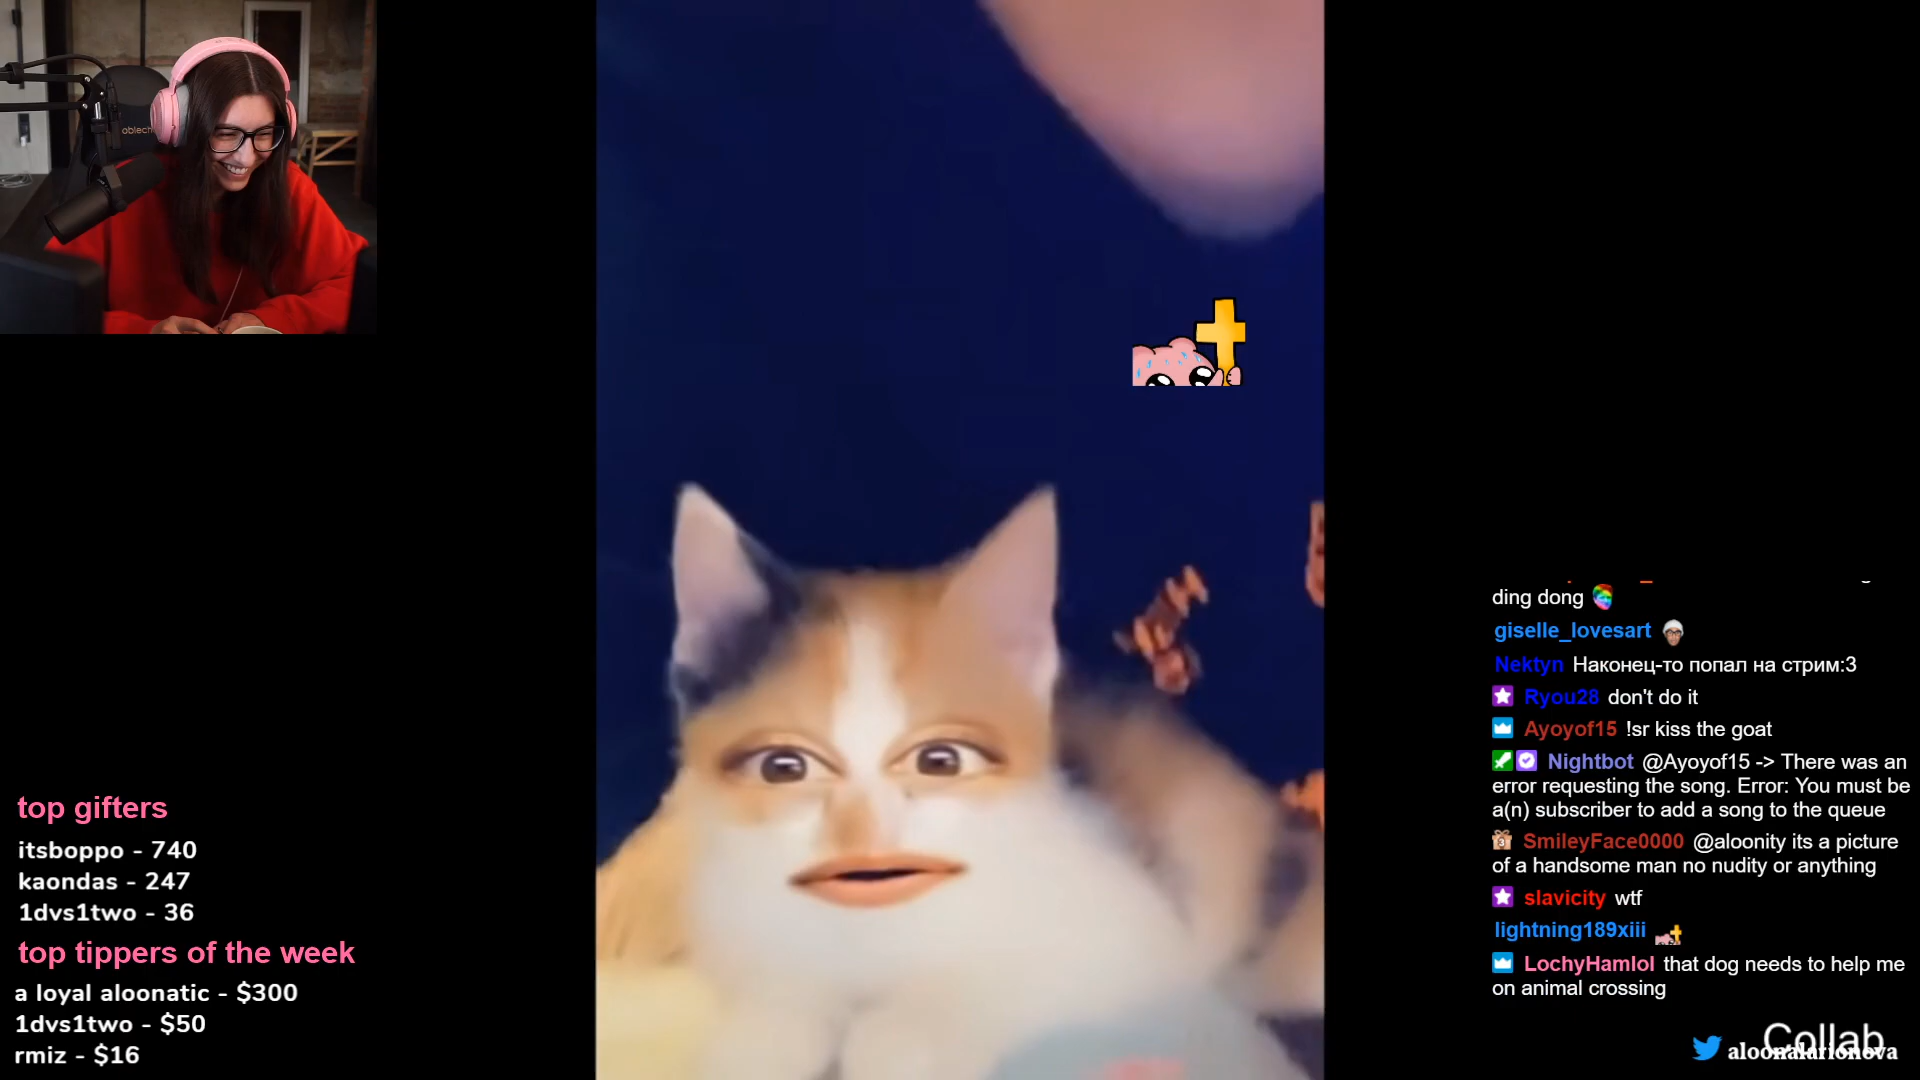 oblech
top gifters
itsboppo - 740
kaondas - 247
1dvs1two - 36
top tippers of the week
a loyal aloonatic - $300
1dvs1two - $50
rmiz - $16
ding dong
giselle_lovesart
Nektyn Наконец-то попал на стрим:3
Ryou28 don't do it
Ayoyof15 !sr kiss the goat
Nightbot @Ayoyof15 -> There was an
error requesting the song. Error: You must be
a(n) subscriber to add a song to the queue
SmileyFace0000 @aloonity its a picture
of a handsome man no nudity or anything
slavicity wtf
lightning189xiii
LochyHamlol that dog needs to help me
on animal crossing
Collab
aloonalarionova